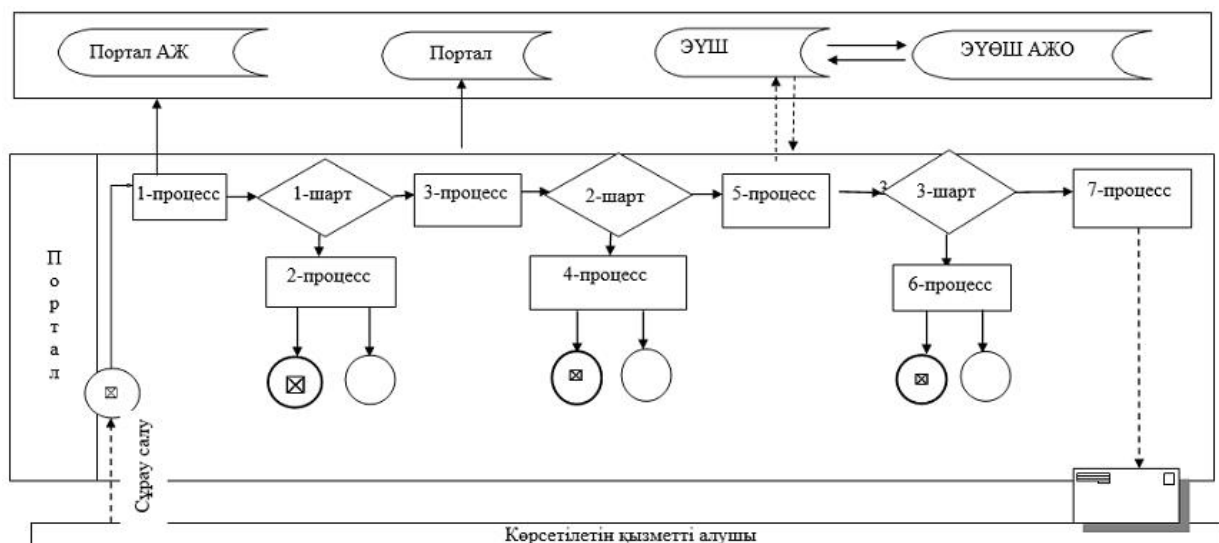 Портал АЖ
Портал
ЭҮШ
ЭҮӨШ АЖО
1-процесс
1-шарт
3-процесс
2-шарт
5-процесс
?
3-шарт
7-процесс
2-процесс
4-процесс
6-процесс
Портал
Сұрау салу
Көрсетілетін қызметті алушы